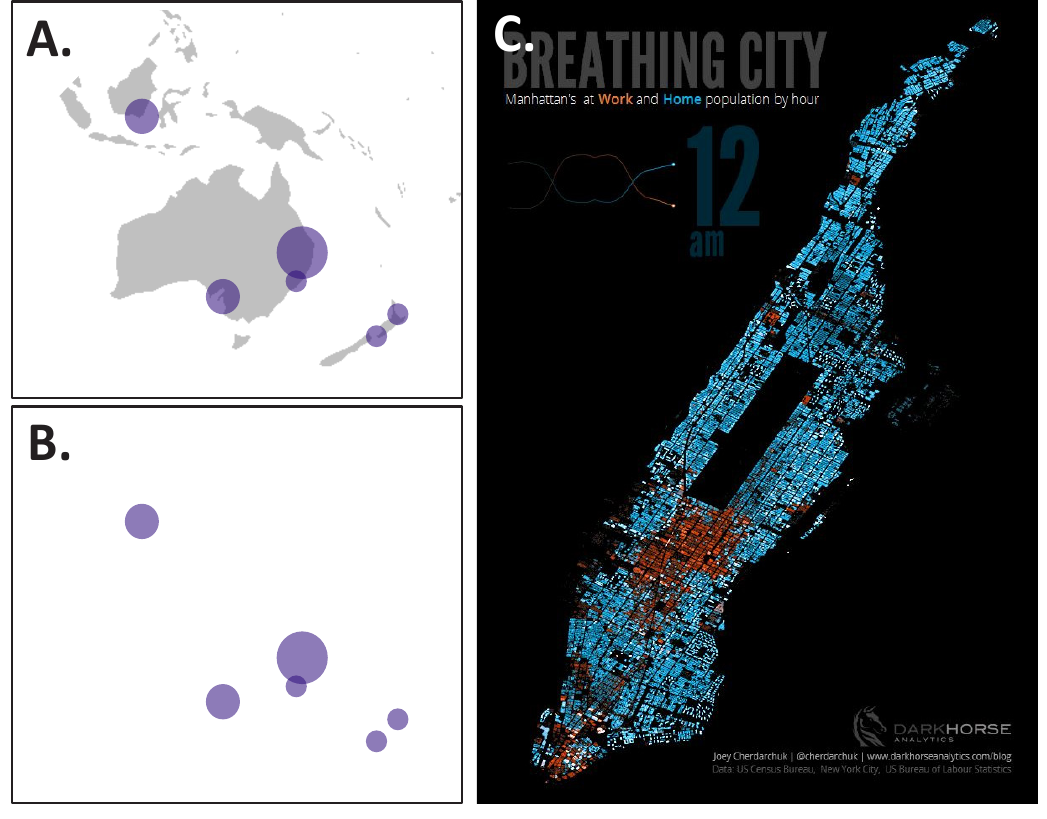 A.
B.
C.
BREATHING CITY
Manhattan's at Work and Home population by hour
12
am
DARKHORSE
ANALYTICS
Joey Cherdarchuk | @cherdarchuk | www.darkhorseanalytics.com/blog
Data: US Census Bureau, New York City, US Bureau of Labour Statistics